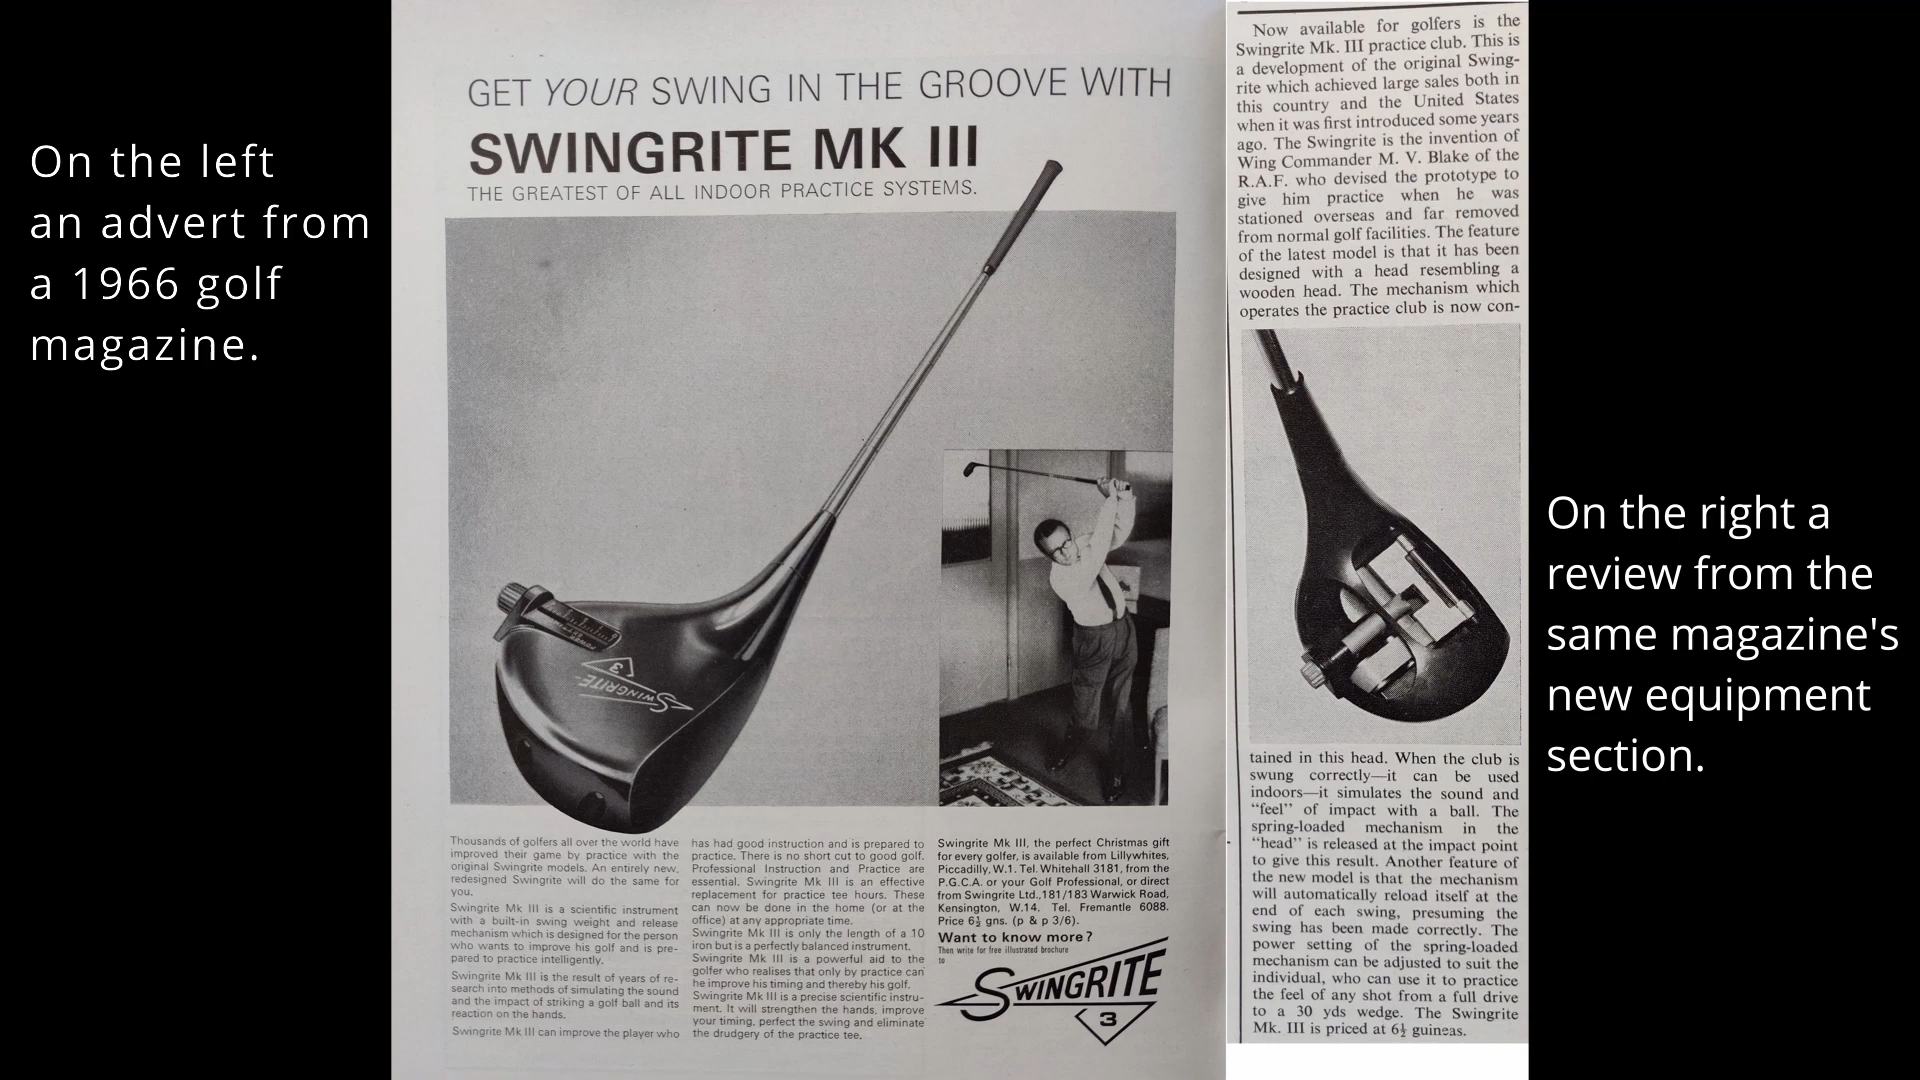 On the left
an advert from
a 1966 golf
magazine.
GET YOUR SWING IN THE GROOVE WITH
SWINGRITE MK III
THE GREATEST OF ALL INDOOR PRACTICE SYSTEMS.
SWINGRITE
3
Thousands of golfers all over the world have
improved their game by practice with the
original Swingrite models. An entirely new,
redesigned Swingrite will do the same for
you.
Swingrite Mk III is a scientific instrument
with a built-in swing weight and release
mechanism which is designed for the person
who wants to improve his golf and is pre-
pared to practice intelligently.
Swingrite Mk III is the result of years of re-
search into methods of simulating the sound
and the impact of striking a golf ball and its
reaction on the hands.
Swingrite Mk III can improve the player who
has had good instruction and is prepared to
practice. There is no short cut to good golf.
Professional Instruction and Practice are
essential. Swingrite Mk III is an effective
replacement for practice tee hours. These
can now be done in the home (or at the
office) at any appropriate time.
Swingrite Mk III is only the length of a 10
iron but is a perfectly balanced instrument.
Swingrite Mk III is a powerful aid to the
golfer who realises that only by practice can
he improve his timing and thereby his golf.
Swingrite Mk III is a precise scientific instru-
ment. It will strengthen the hands, improve
your timing, perfect the swing and eliminate
the drudgery of the practice tee.
Swingrite Mk III, the perfect Christmas gift
for every golfer, is available from Lillywhites,
Piccadilly, W.1. Tel. Whitehall 3181, from the
P.G.C.A. or your Golf Professional, or direct
from Swingrite Ltd., 181/183 Warwick Road,
Kensington, W.14. Tel. Fremantle 6088.
Price 6½ gns. (p & p 3/6).
Want to know more?
Then write for free illustrated brochure
to
SWINGRITE
3
Now available for golfers is the
Swingrite Mk. III practice club. This is
a development of the original Swing-
rite which achieved large sales both in
this country and the United States
when it was first introduced some years
ago. The Swingrite is the invention of
Wing Commander M. V. Blake of the
R.A.F. who devised the prototype to
give him practice when he was
stationed overseas and far removed
from normal golf facilities. The feature
of the latest model is that it has been
designed with a head resembling a
wooden head. The mechanism which
operates the practice club is now con-
tained in this head. When the club is
swung correctly—it can be used
indoors—it simulates the sound and
"feel" of impact with a ball. The
spring-loaded mechanism in the
"head" is released at the impact point
to give this result. Another feature of
the new model is that the mechanism
will automatically reload itself at the
end of each swing, presuming the
swing has been made correctly. The
power setting of the spring-loaded
mechanism can be adjusted to suit the
individual, who can use it to practice
the feel of any shot from a full drive
to a 30 yds wedge. The Swingrite
Mk. III is priced at 6½ guineas.
On the right a
review from the
same magazine's
new equipment
section.